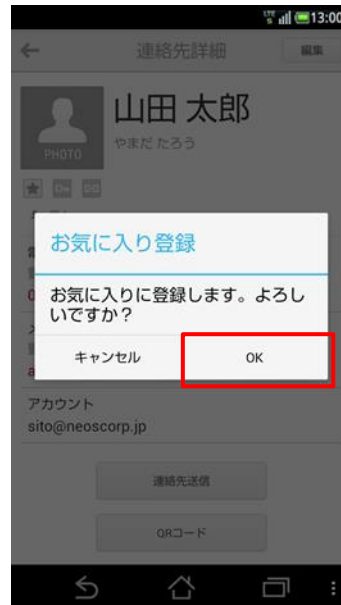 LTE 13:00
連絡先詳細 編集
山田 太郎
やまだ たろう
PHOTO
お気に入り登録
お気に入りに登録します。よろし
いですか？
キャンセル OK
アカウント
sito@neoscorp.jp
連絡先送信
QRコード